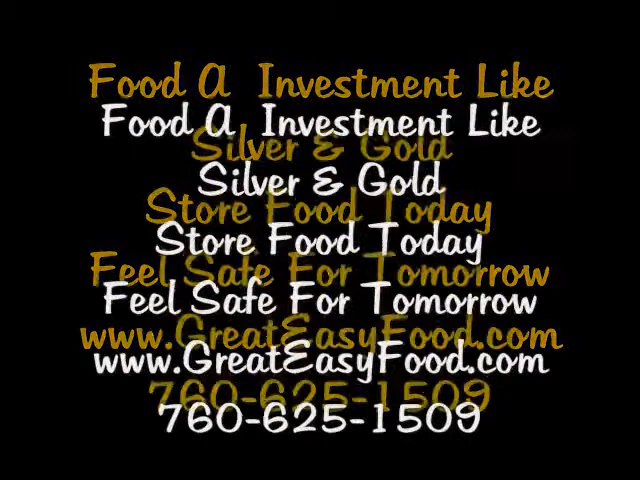 Food A Investment Like
Food A Investment Like
Silver & Gold
Silver & Gold
Store Food Today
Store Food Today
Feel Safe For Tomorrow
Feel Safe For Tomorrow
www.GreatEasyFood.com
www.GreatEasyFood.com
760-625-1509
760-625-1509